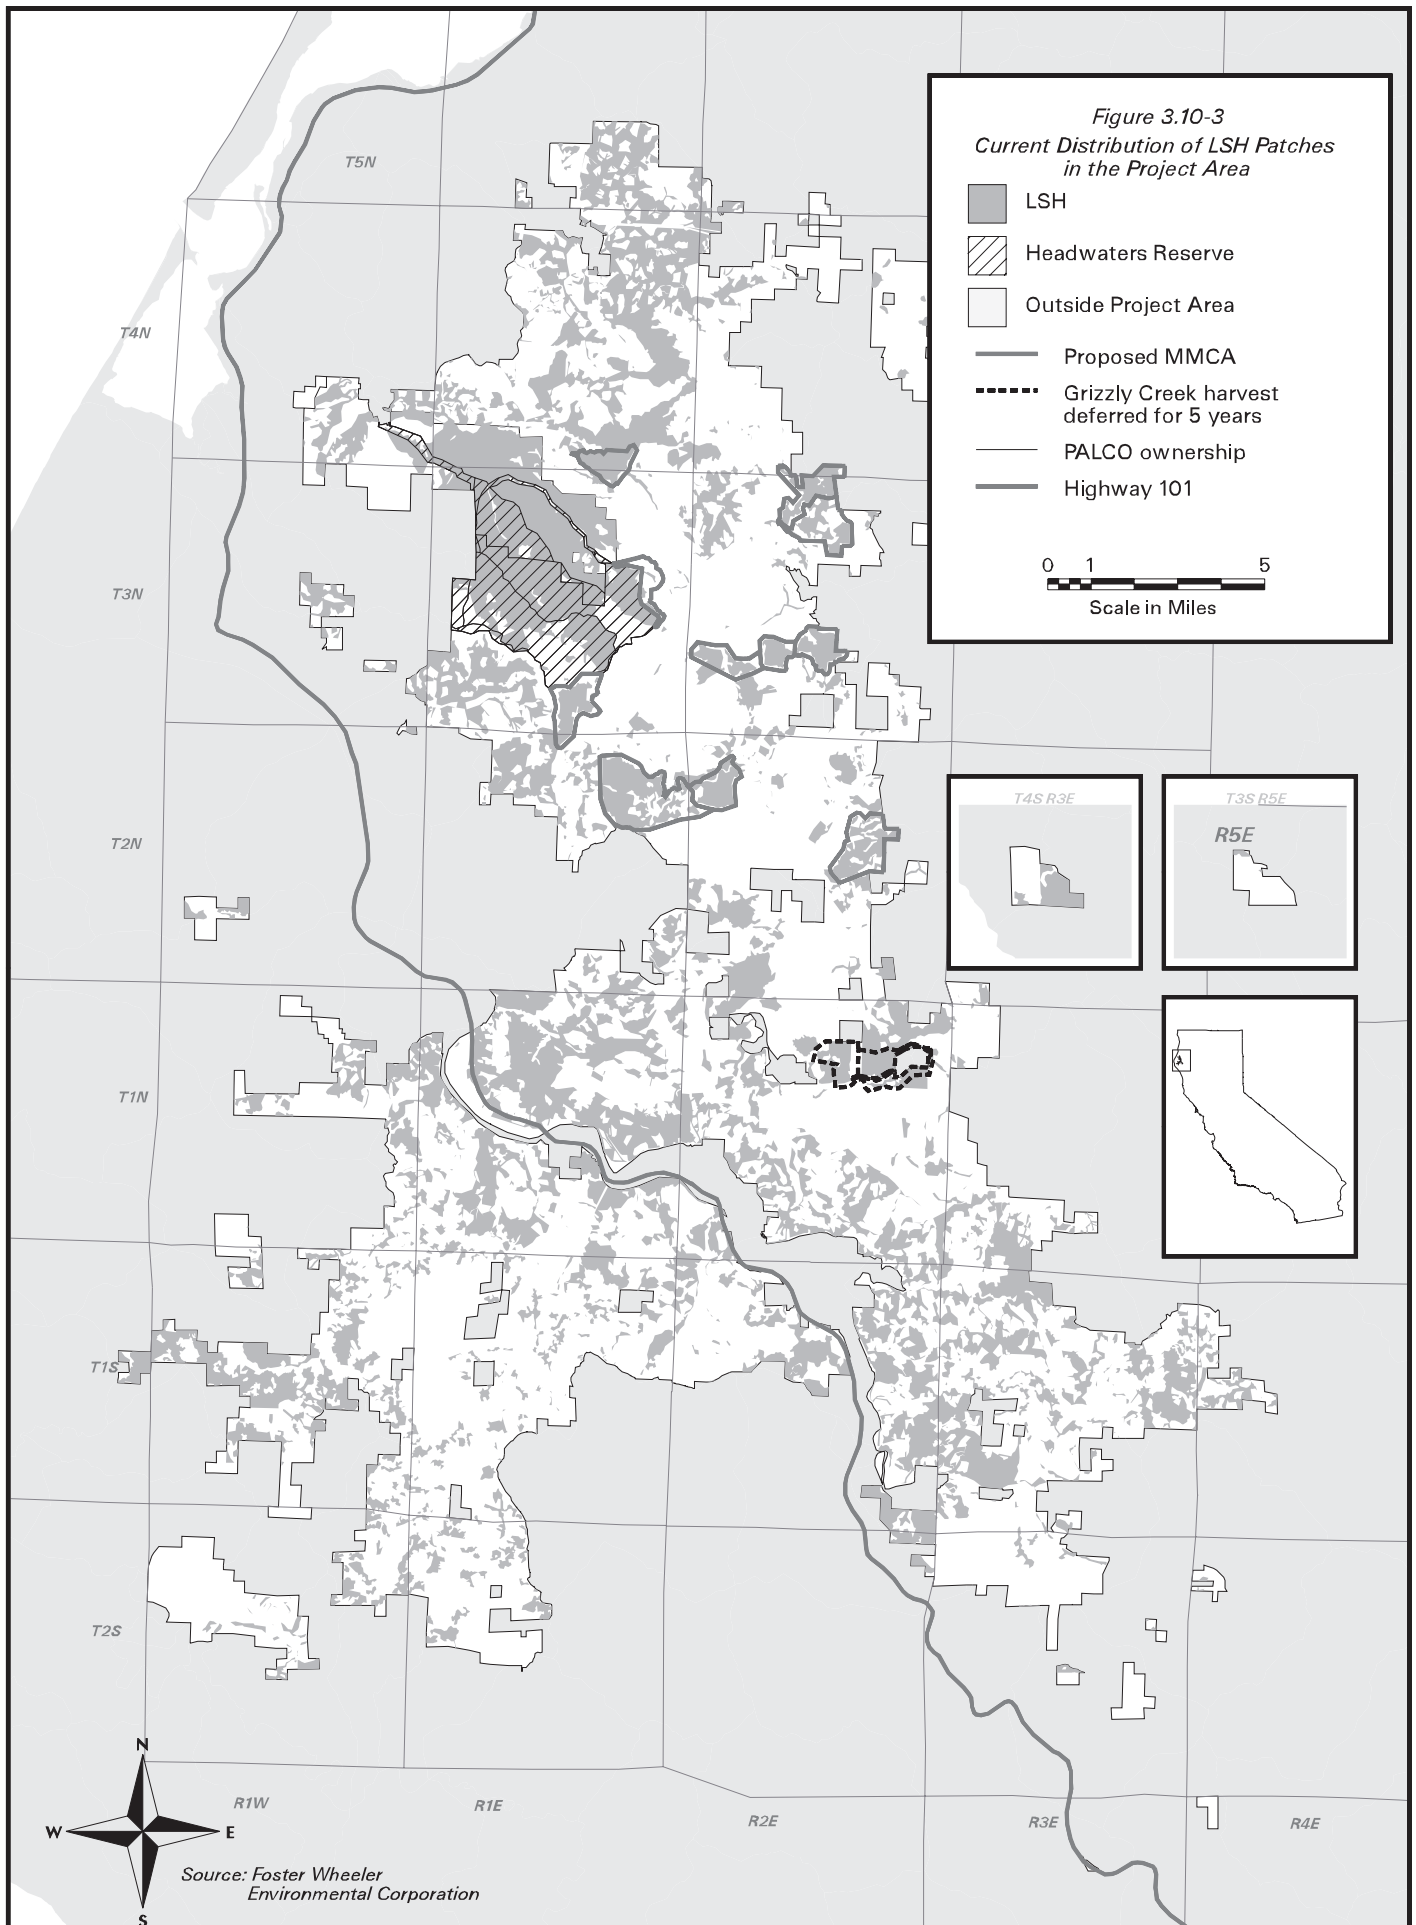 Figure 3.10-3
Current Distribution of LSH Patches
in the Project Area
LSH
Headwaters Reserve
Outside Project Area
Proposed MMCA
Grizzly Creek harvest
deferred for 5 years
PALCO ownership
Highway 101
0 1 5
Scale in Miles
T5N
T4N
T3N
T2N
T4S R3E
T3S R5E
R5E
T1N
T1S
T2S
N
W E
S
R1W
R1E
R2E
R3E
R4E
Source: Foster Wheeler
Environmental Corporation